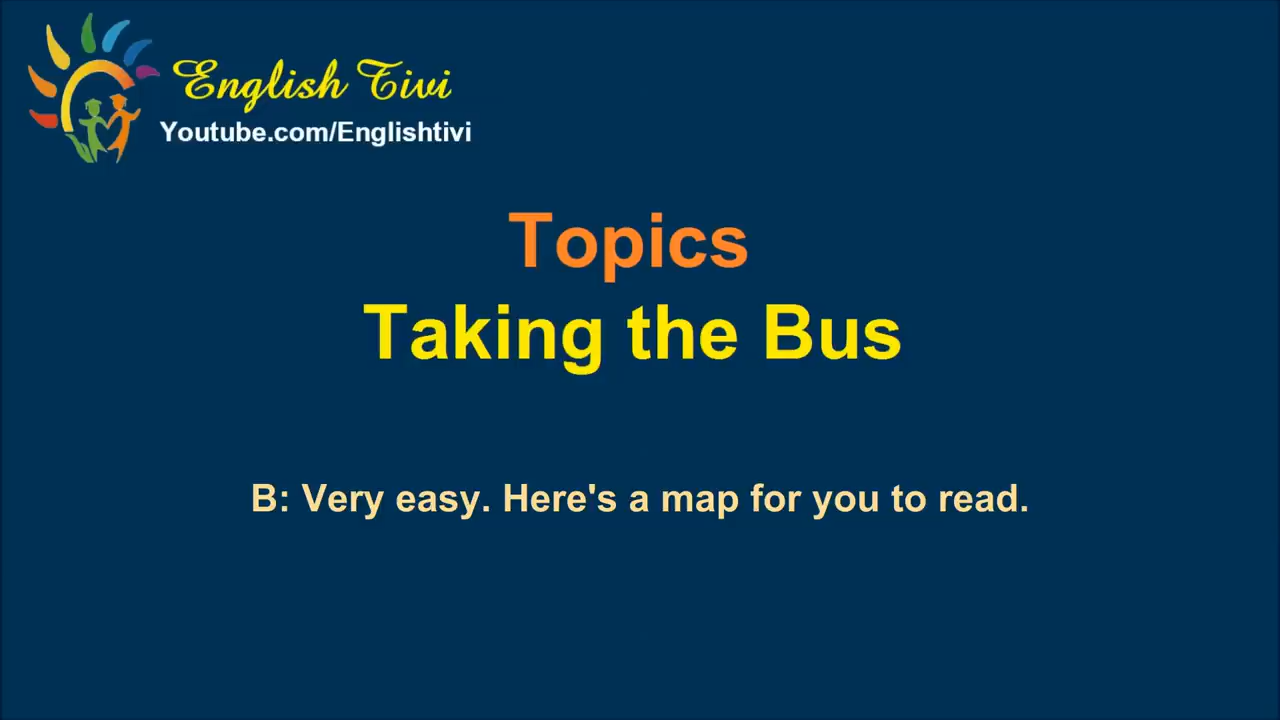 English Tivi
Youtube.com/Englishtivi
Topics
Taking the Bus
B: Very easy. Here's a map for you to read.